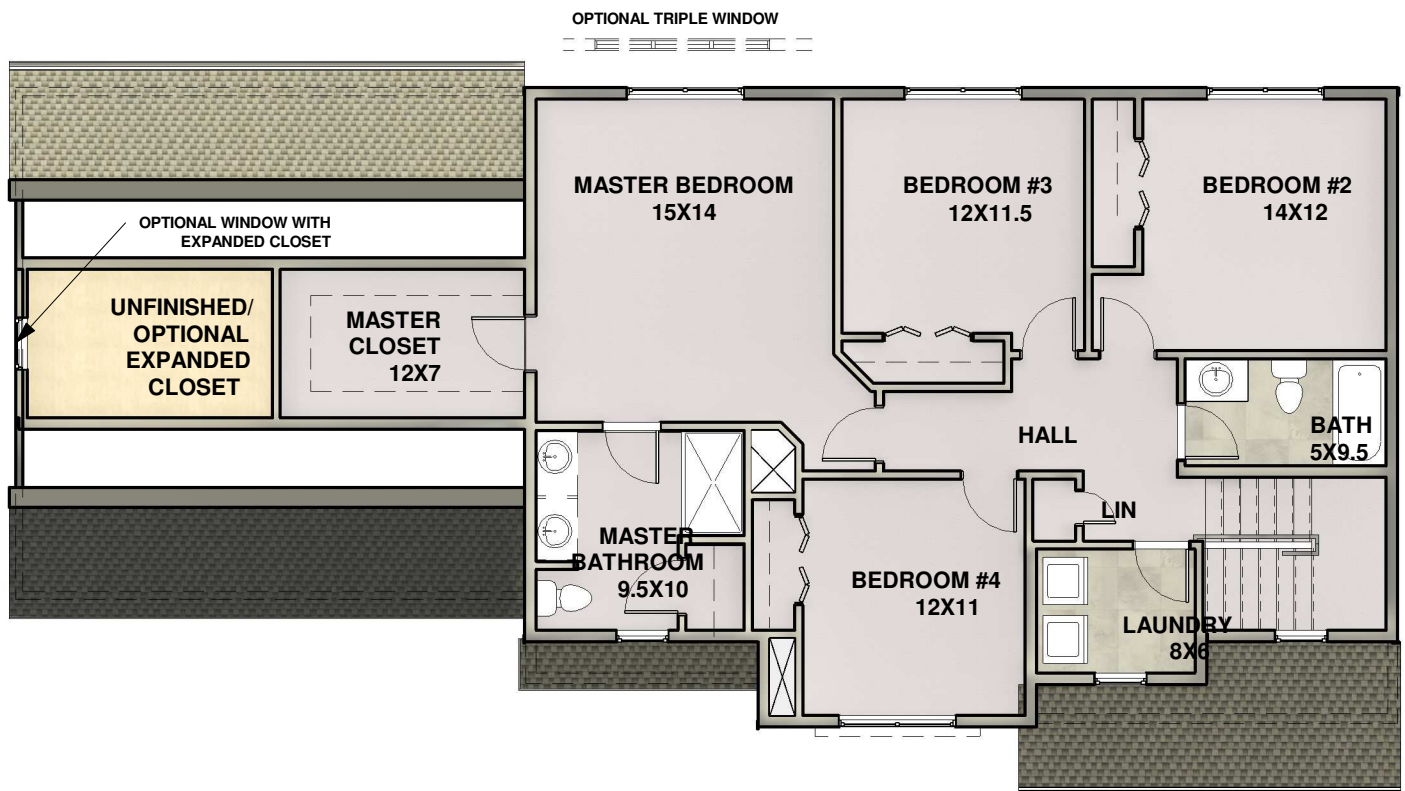 OPTIONAL TRIPLE WINDOW
MASTER BEDROOM
15X14
BEDROOM #3
12X11.5
BEDROOM #2
14X12
OPTIONAL WINDOW WITH
EXPANDED CLOSET
UNFINISHED/
OPTIONAL
EXPANDED
CLOSET
MASTER
CLOSET
12X7
HALL
BATH
5X9.5
LIN
MASTER
BATHROOM
9.5X10
BEDROOM #4
12X11
LAUNDRY
8X6